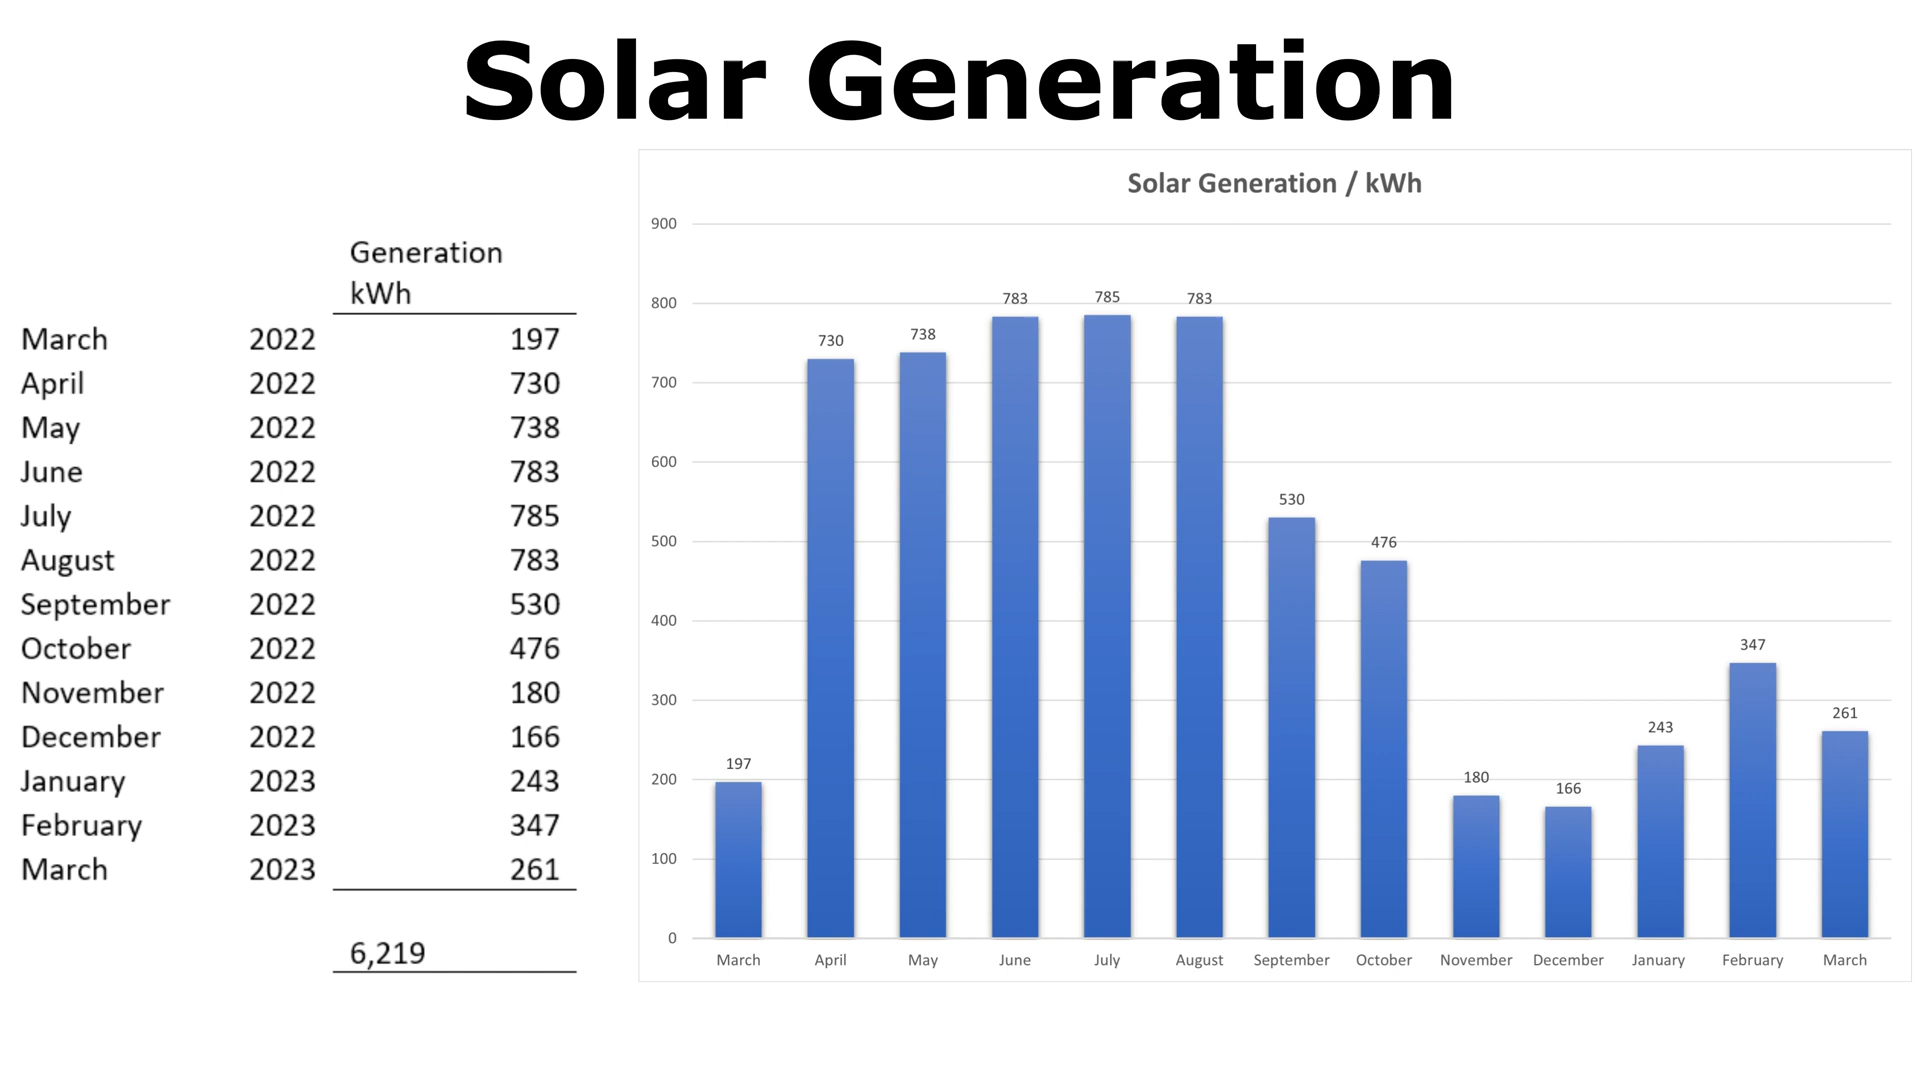 Solar Generation
Generation
kWh
March 2022 197
April 2022 730
May 2022 738
June 2022 783
July 2022 785
August 2022 783
September 2022 530
October 2022 476
November 2022 180
December 2022 166
January 2023 243
February 2023 347
March 2023 261
6,219
Solar Generation / kWh
900
800
700
600
500
400
300
200
100
0
197 730 738 783 785 783 530 476 180 166 243 347 261
March April May June July August September October November December January February March